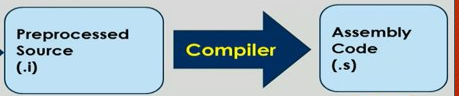 Preprocessed
Source
(.i)
Compiler
Assembly
Code
(.s)